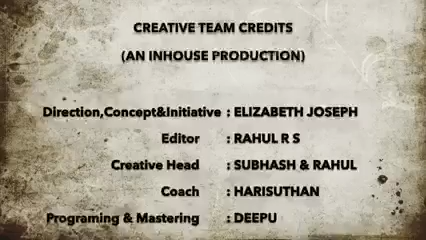 CREATIVE TEAM CREDITS
(AN INHOUSE PRODUCTION)
Direction,Concept&Initiative : ELIZABETH JOSEPH
Editor : RAHUL R S
Creative Head : SUBHASH & RAHUL
Coach : HARISUTHAN
Programing & Mastering : DEEPU